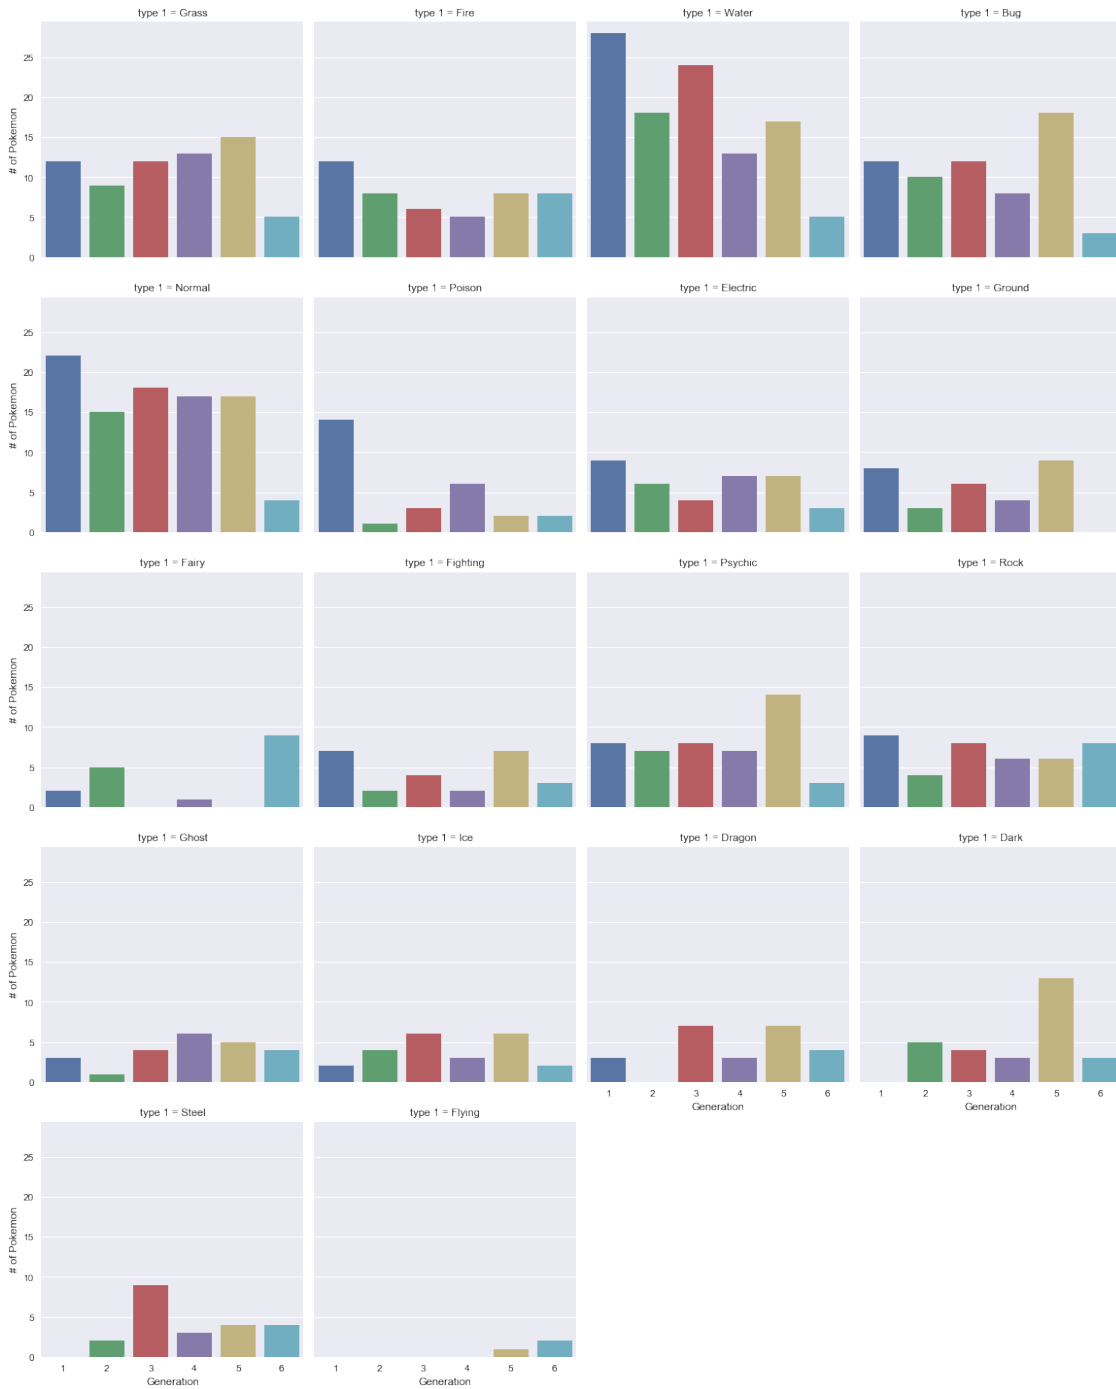 type 1 = Grass
type 1 = Fire
type 1 = Water
type 1 = Bug
# of Pokemon
25
20
15
10
5
0
type 1 = Normal
type 1 = Poison
type 1 = Electric
type 1 = Ground
# of Pokemon
25
20
15
10
5
0
type 1 = Fairy
type 1 = Fighting
type 1 = Psychic
type 1 = Rock
# of Pokemon
25
20
15
10
5
0
type 1 = Ghost
type 1 = Ice
type 1 = Dragon
type 1 = Dark
# of Pokemon
25
20
15
10
5
0
1 2 3 4 5 6
Generation
1 2 3 4 5 6
Generation
type 1 = Steel
type 1 = Flying
# of Pokemon
25
20
15
10
5
0
1 2 3 4 5 6
Generation
1 2 3 4 5 6
Generation